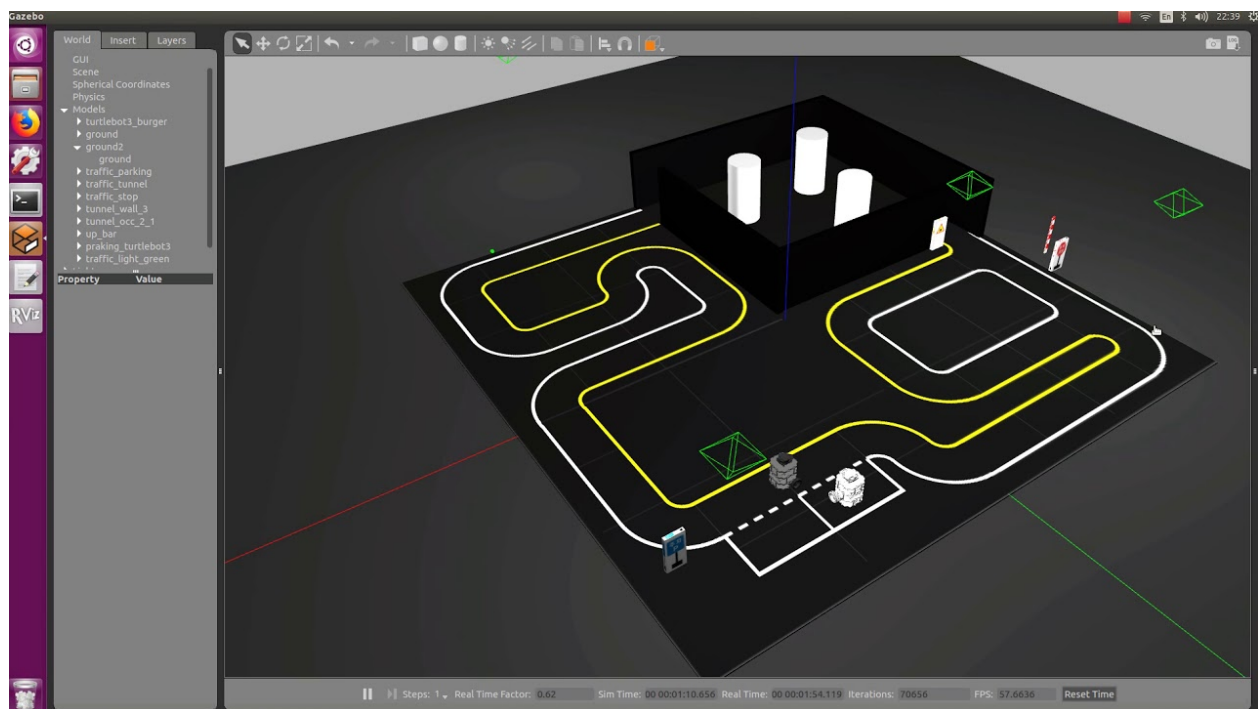 Gazebo
En 22:39
World Insert Layers
GUI
Scene
Spherical Coordinates
Physics
Models
turtlebot3_burger
ground
ground2
ground
traffic_parking
traffic_tunnel
traffic_stop
tunnel_wall_3
tunnel_occ_2_1
up_bar
praking_turtlebot3
traffic_light_green
Property Value
RViz
Steps: 1 Real Time Factor: 0.62 Sim Time: 00 00:01:10.656 Real Time: 00 00:01:54.119 Iterations: 70656 FPS: 57.6636 Reset Time